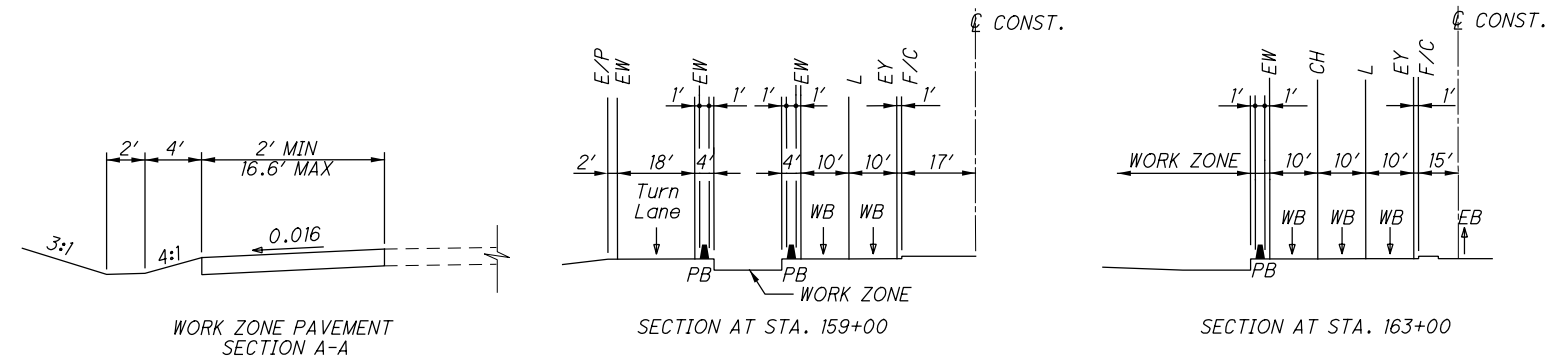 2' 4' 2' MIN
16.6' MAX
3:1 4:1 0.016
WORK ZONE PAVEMENT
SECTION A-A
℄ CONST.
E/P EW EW EW L EY F/C
1' 1' 1' 1' 1'
2' 18' 4' 4' 10' 10' 17'
Turn
Lane
WB WB
PB PB
WORK ZONE
SECTION AT STA. 159+00
℄ CONST.
EW CH L EY F/C
1' 1' 1'
WORK ZONE 10' 10' 10' 15'
WB WB WB EB
PB
SECTION AT STA. 163+00